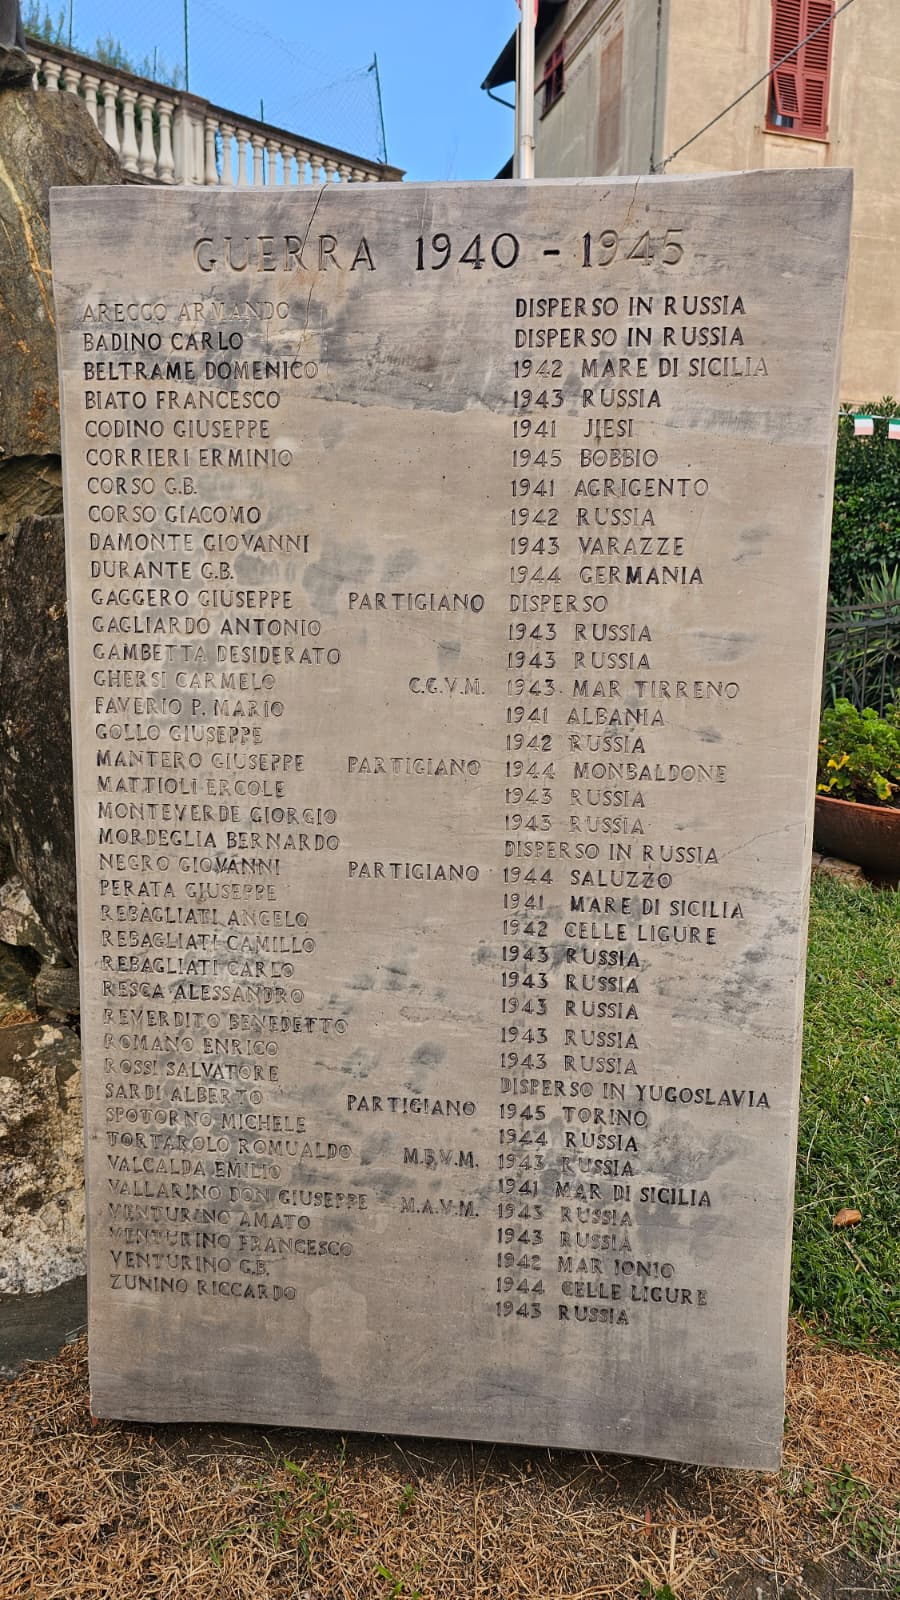 GUERRA 1940 - 1945
ARECCO ARMANDO DISPERSO IN RUSSIA
BADINO CARLO DISPERSO IN RUSSIA
BELTRAME DOMENICO 1942 MARE DI SICILIA
BIATO FRANCESCO 1943 RUSSIA
CODINO GIUSEPPE 1941 JIESI
CORRIERI ERMINIO 1945 BOBBIO
CORSO G.B. 1941 AGRIGENTO
CORSO GIACOMO 1942 RUSSIA
DAMONTE GIOVANNI 1943 VARAZZE
DURANTE G.B. 1944 GERMANIA
GAGGERO GIUSEPPE PARTIGIANO DISPERSO
GAGLIARDO ANTONIO 1943 RUSSIA
GAMBETTA DESIDERATO 1943 RUSSIA
GHERSI CARMELO C.G.V.M. 1943 MAR TIRRENO
FAVERIO P. MARIO 1941 ALBANIA
GOLLO GIUSEPPE 1942 RUSSIA
MANTERO GIUSEPPE PARTIGIANO 1944 MONBALDONE
MATTIOLI ERCOLE 1943 RUSSIA
MONTEVERDE GIORGIO 1943 RUSSIA
MORDEGLIA BERNARDO DISPERSO IN RUSSIA
NEGRO GIOVANNI PARTIGIANO 1944 SALUZZO
PERATA GIUSEPPE 1941 MARE DI SICILIA
REBAGLIATI ANGELO 1942 CELLE LIGURE
REBAGLIATI CAMILLO 1943 RUSSIA
REBAGLIATI CARLO 1943 RUSSIA
RESCA ALESSANDRO 1943 RUSSIA
REVERDITO BENEDETTO 1943 RUSSIA
ROMANO ENRICO 1943 RUSSIA
ROSSI SALVATORE DISPERSO IN YUGOSLAVIA
SARDI ALBERTO PARTIGIANO 1945 TORINO
SPOTORNO MICHELE 1944 RUSSIA
TORTAROLO ROMUALDO M.B.V.M. 1943 RUSSIA
VALCALDA EMILIO 1941 MAR DI SICILIA
VALLARINO DON GIUSEPPE M.A.V.M. 1943 RUSSIA
VENTURINO AMATO 1943 RUSSIA
VENTURINO FRANCESCO 1942 MAR IONIO
VENTURINO G.B. 1944 CELLE LIGURE
ZUNINO RICCARDO 1943 RUSSIA